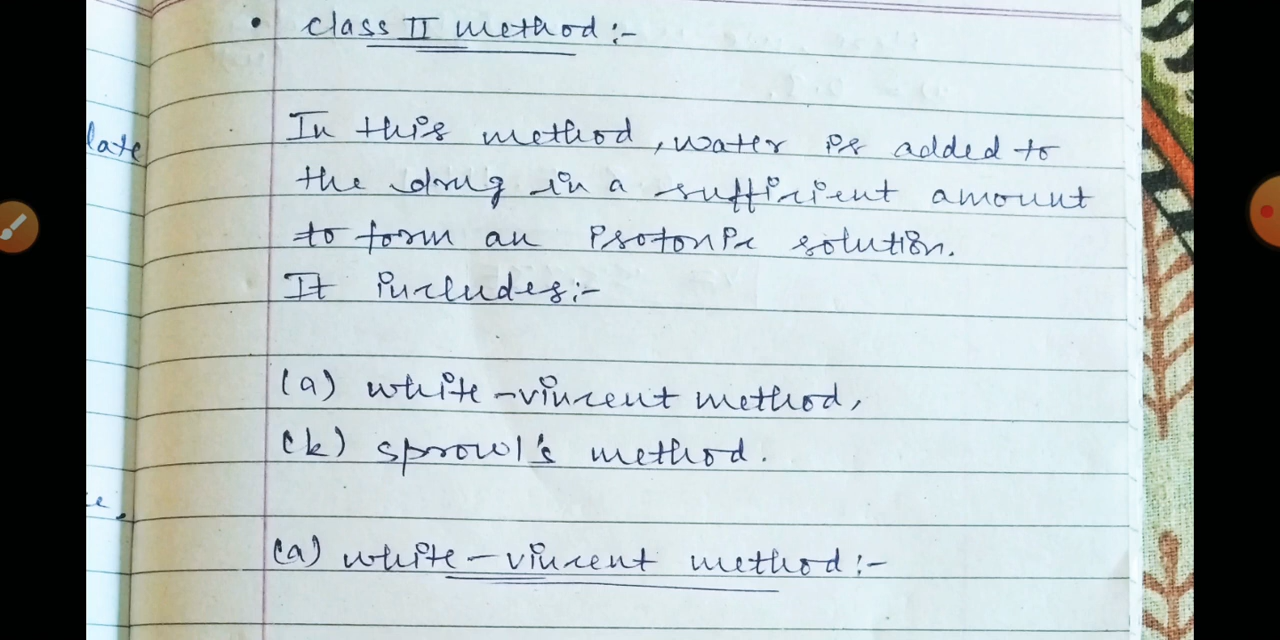 • Class II method :-
In this method, water is added to
late
the drug in a sufficient amount
to form an isotonic solution.
It includes :-
(a) white-vincent method,
(b) sprowl's method.
(a) white-vincent method :-